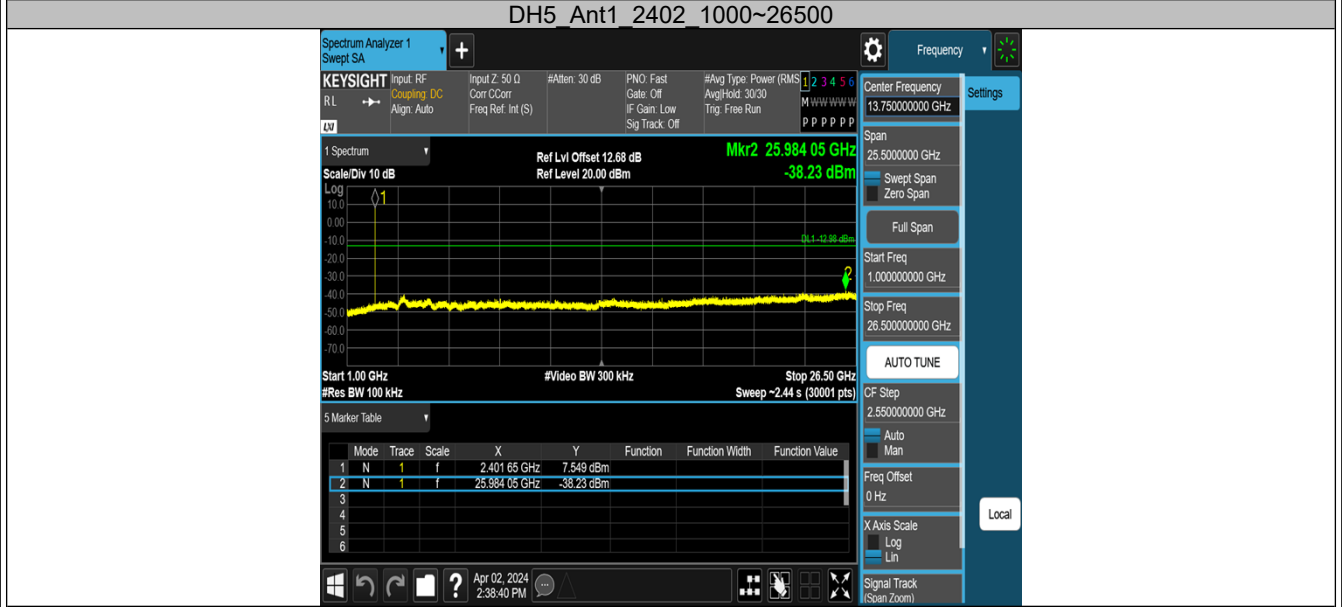 DH5_Ant1_2402_1000~26500
Spectrum Analyzer 1
Swept SA
+
Frequency
KEYSIGHT
RL
LXI
Input: RF
Coupling: DC
Align: Auto
Input Z: 50 Ω
Corr CCorr
Freq Ref: Int (S)
#Atten: 30 dB
PNO: Fast
Gate: Off
IF Gain: Low
Sig Track: Off
#Avg Type: Power (RMS
Avg|Hold: 30/30
Trig: Free Run
1 2 3 4 5 6
M W W W W W
P P P P P P
1 Spectrum
Scale/Div 10 dB
Ref Lvl Offset 12.68 dB
Ref Level 20.00 dBm
Mkr2 25.984 05 GHz
-38.23 dBm
Log
10.0
0.00
-10.0
-20.0
-30.0
-40.0
-50.0
-60.0
-70.0
1
DL1 -12.98 dBm
2
Start 1.00 GHz
#Video BW 300 kHz
Stop 26.50 GHz
#Res BW 100 kHz
Sweep ~2.44 s (30001 pts)
5 Marker Table
Mode Trace Scale X Y Function Function Width Function Value
1 N 1 f 2.401 65 GHz 7.549 dBm
2 N 1 f 25.984 05 GHz -38.23 dBm
3
4
5
6
Center Frequency
13.750000000 GHz
Span
25.5000000 GHz
Swept Span
Zero Span
Full Span
Start Freq
1.000000000 GHz
Stop Freq
26.500000000 GHz
AUTO TUNE
CF Step
2.550000000 GHz
Auto
Man
Freq Offset
0 Hz
X Axis Scale
Log
Lin
Signal Track
(Span Zoom)
Settings
Local
?
Apr 02, 2024
2:38:40 PM